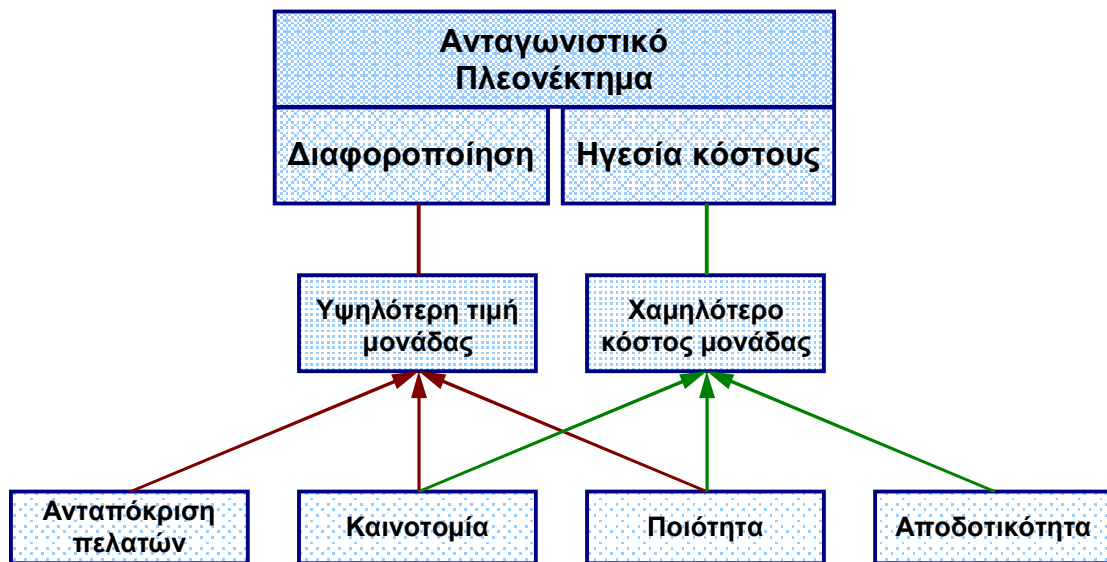 Ανταγωνιστικό
Πλεονέκτημα
Διαφοροποίηση
Ηγεσία κόστους
Υψηλότερη τιμή
μονάδας
Χαμηλότερο
κόστος μονάδας
Ανταπόκριση
πελατών
Καινοτομία
Ποιότητα
Αποδοτικότητα